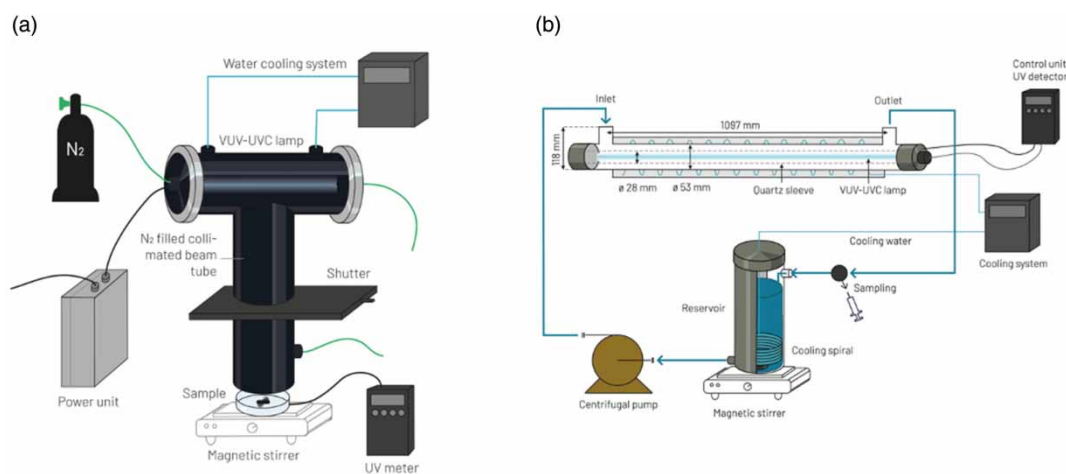 (a)
Water cooling system
N2
VUV-UVC lamp
N2 filled colli-
mated beam
tube
Shutter
Power unit
Sample
Magnetic stirrer
UV meter
(b)
Control unit
UV detector
Inlet
Outlet
1097 mm
118 mm
ø 28 mm
ø 53 mm
Quartz sleeve
VUV-UVC lamp
Cooling water
Cooling system
Sampling
Reservoir
Cooling spiral
Centrifugal pump
Magnetic stirrer